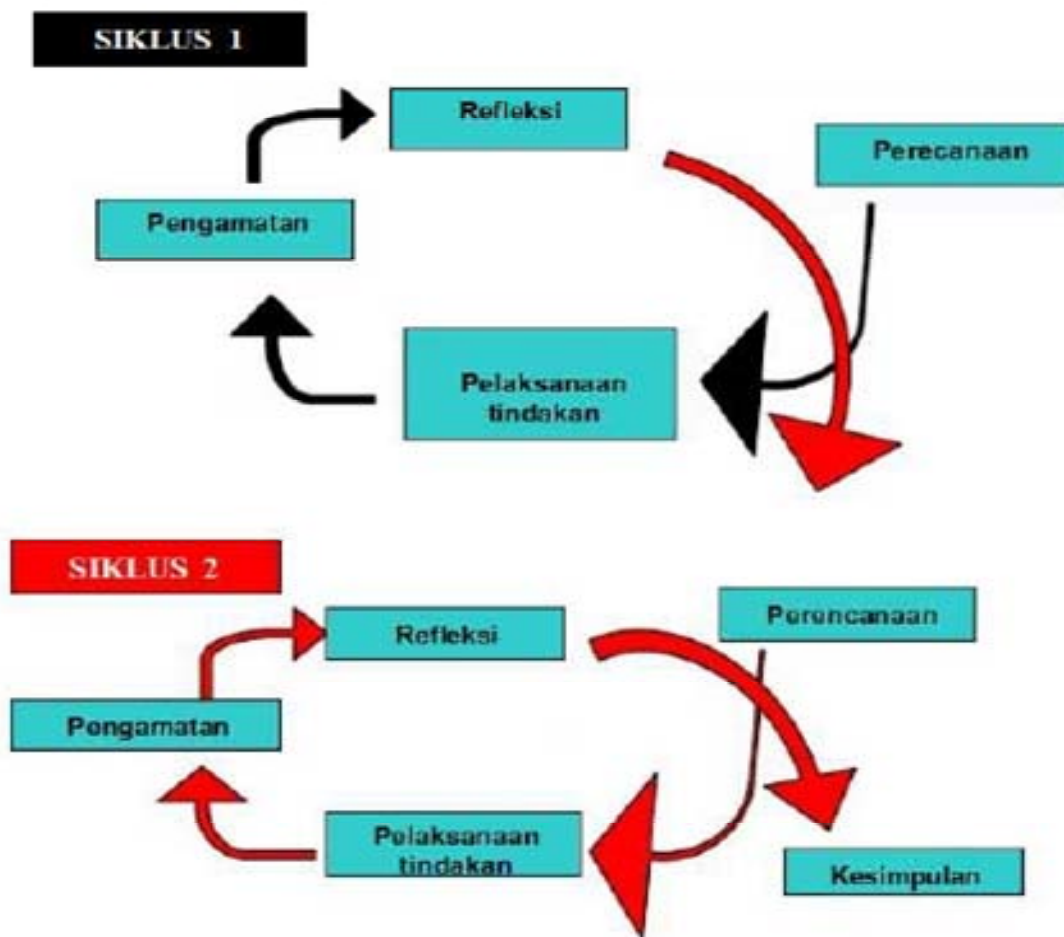 SIKLUS 1
Refleksi
Perecanaan
Pengamatan
Pelaksanaan
tindakan
SIKLUS 2
Refleksi
Perencanaan
Pengamatan
Pelaksanaan
tindakan
Kesimpulan